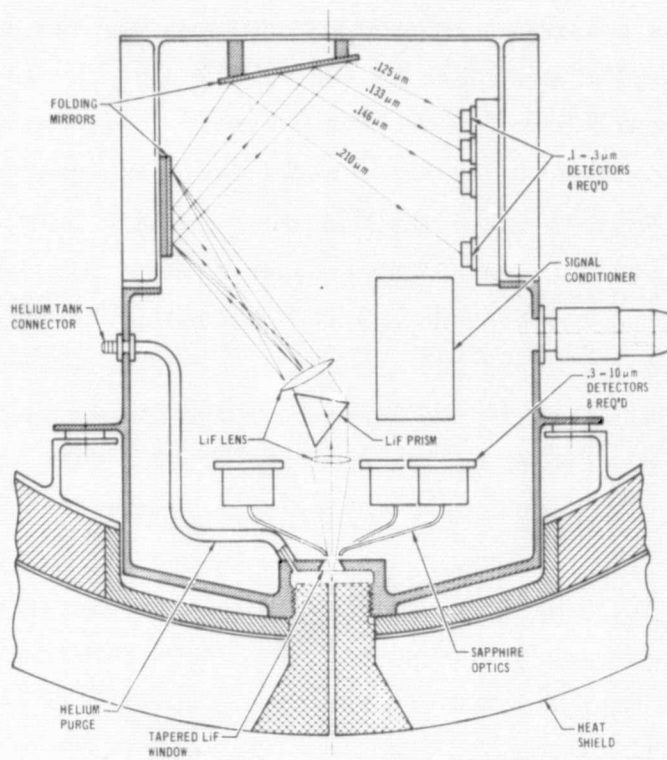 FOLDING
MIRRORS
.125 µm
.133 µm
.146 µm
.210 µm
.1 – .3 µm
DETECTORS
4 REQ'D
SIGNAL
CONDITIONER
HELIUM TANK
CONNECTOR
.3 – 10 µm
DETECTORS
8 REQ'D
LiF LENS
LiF PRISM
SAPPHIRE
OPTICS
HELIUM
PURGE
TAPERED LiF
WINDOW
HEAT
SHIELD